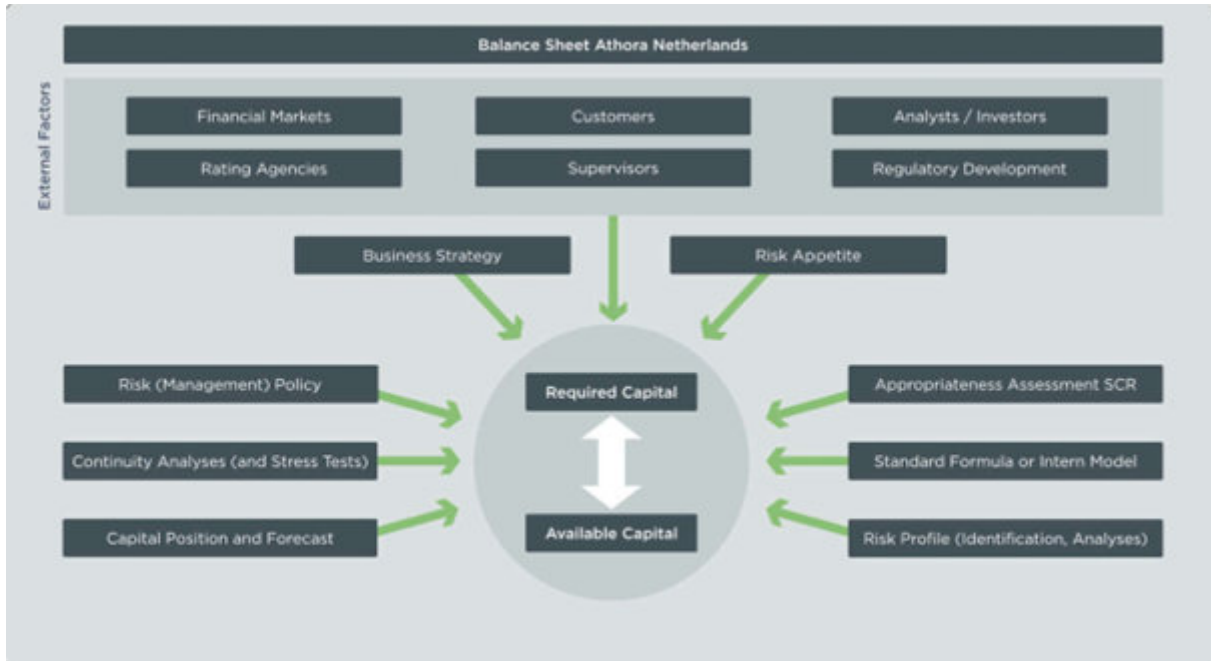 Balance Sheet Athora Netherlands
External Factors
Financial Markets
Customers
Analysts / Investors
Rating Agencies
Supervisors
Regulatory Development
Business Strategy
Risk Appetite
Risk (Management) Policy
Required Capital
Appropriateness Assessment SCR
Continuity Analyses (and Stress Tests)
Standard Formula or Intern Model
Capital Position and Forecast
Available Capital
Risk Profile (Identification, Analyses)